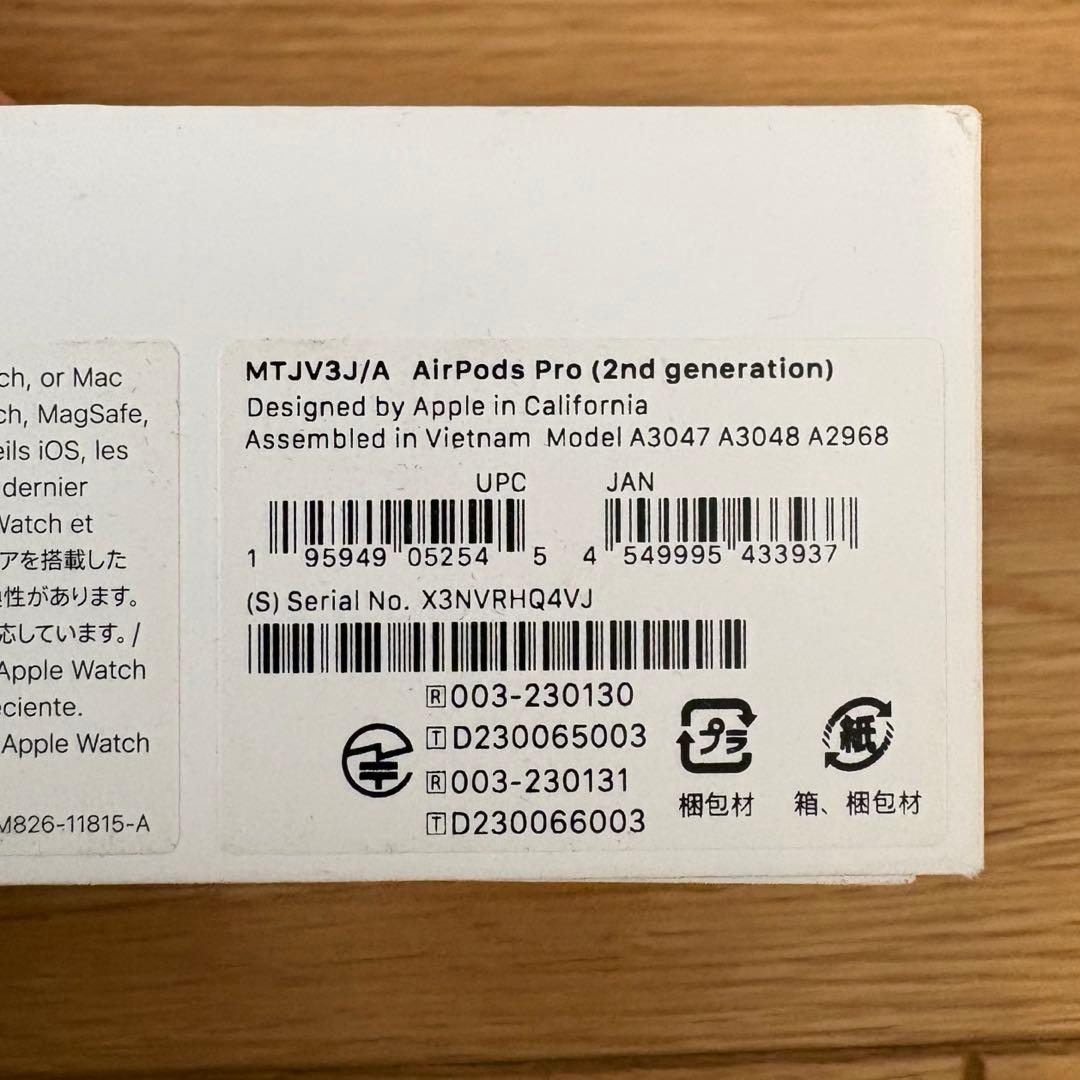 ch, or Mac
ch, MagSafe,
eils iOS, les
dernier
Watch et
アを搭載した
性があります。
応しています。/
Apple Watch
eciente.
Apple Watch
M826-11815-A
MTJV3J/A AirPods Pro (2nd generation)
Designed by Apple in California
Assembled in Vietnam Model A3047 A3048 A2968
UPC JAN
1 95949 05254 5 4 549995 433937
(S) Serial No. X3NVRHQ4VJ
R 003-230130
T D230065003
R 003-230131
T D230066003
プラ
梱包材
紙
箱、梱包材